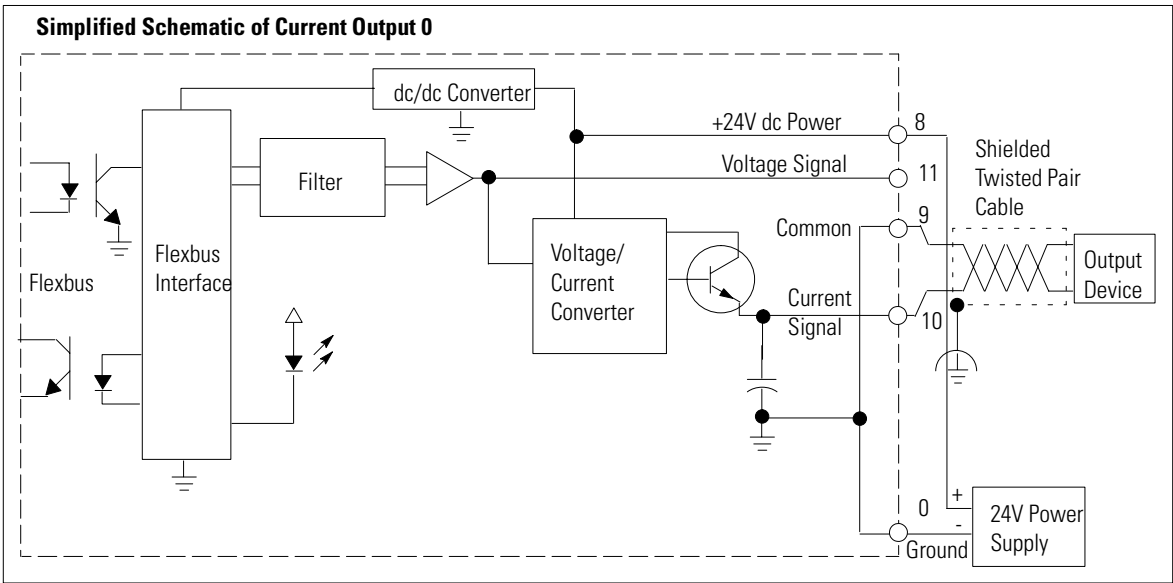 Simplified Schematic of Current Output 0
dc/dc Converter
+24V dc Power
8
Shielded
Twisted Pair
Cable
Filter
Voltage Signal
11
9
Common
Voltage/
Current
Converter
Output
Device
Flexbus
Flexbus
Interface
Current
Signal
10
0
+
-
24V Power
Supply
Ground